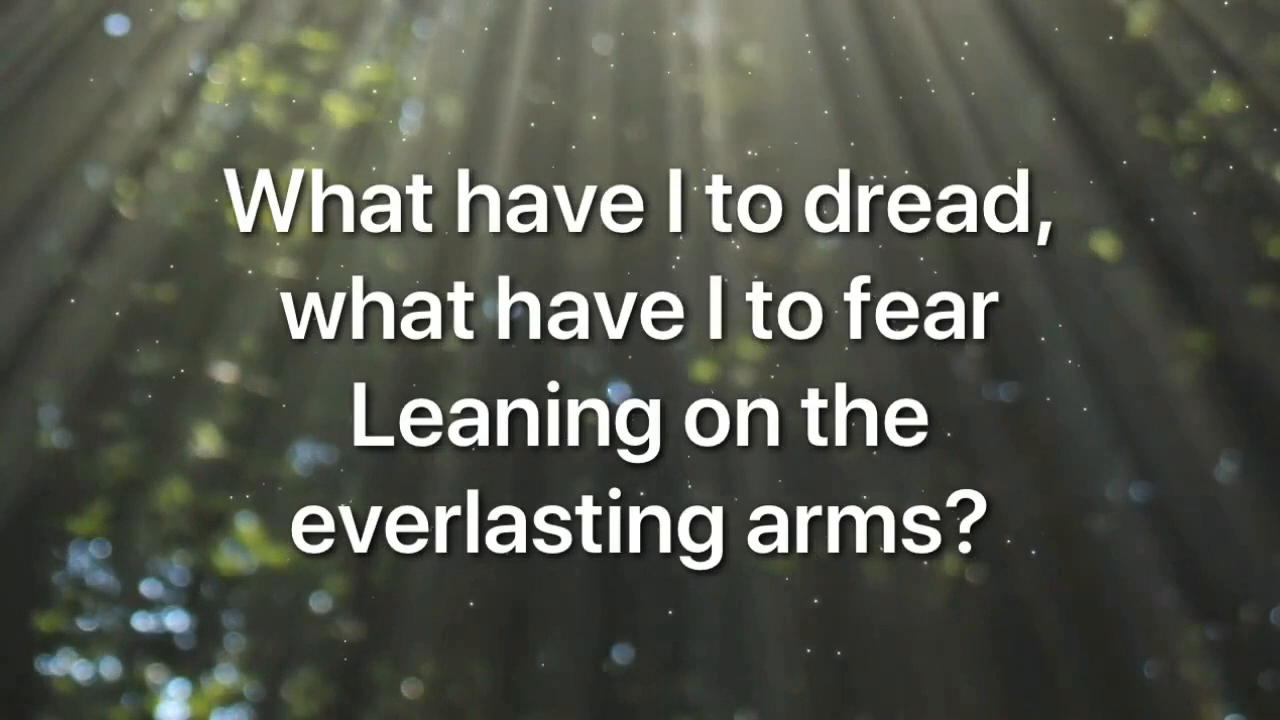 What have I to dread,
what have I to fear
Leaning on the
everlasting arms?